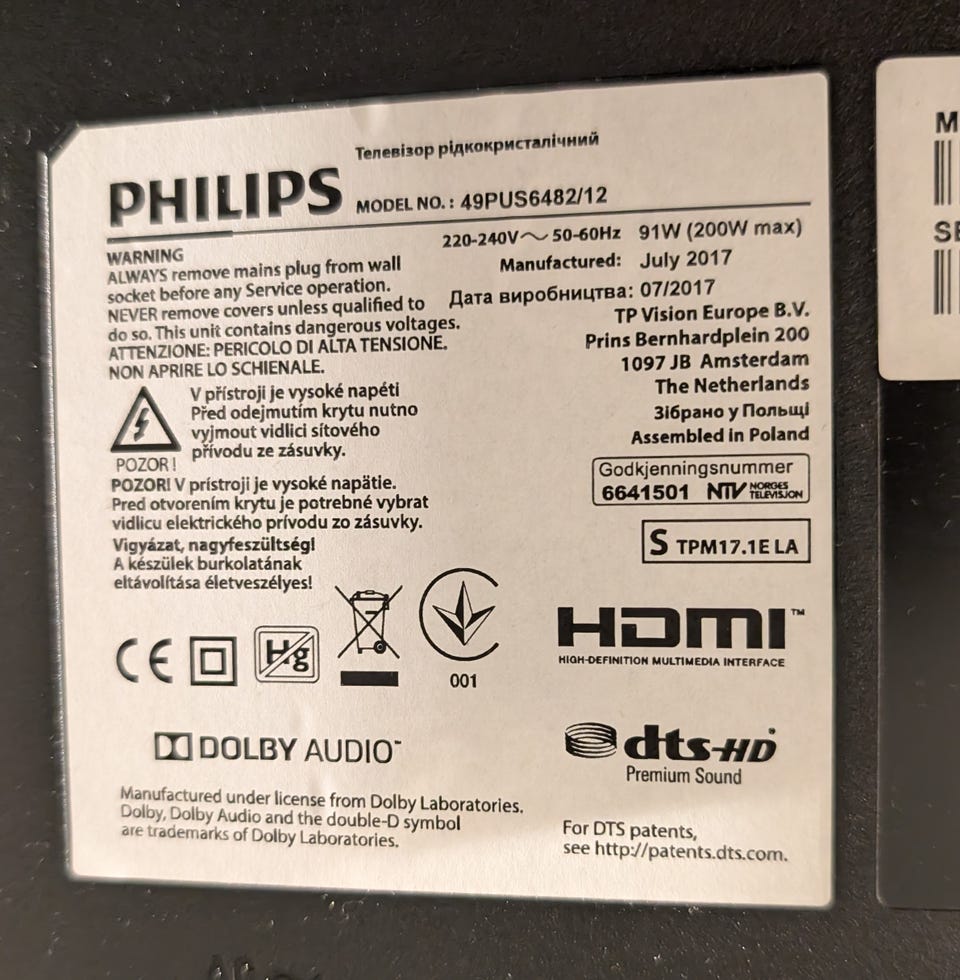 Телевізор рідкокристалічний
PHILIPS MODEL NO.: 49PUS6482/12
220-240V~ 50-60Hz 91W (200W max)
Manufactured: July 2017
Дата виробництва: 07/2017
TP Vision Europe B.V.
Prins Bernhardplein 200
1097 JB Amsterdam
The Netherlands
Зібрано у Польщі
Assembled in Poland
WARNING
ALWAYS remove mains plug from wall
socket before any Service operation.
NEVER remove covers unless qualified to
do so. This unit contains dangerous voltages.
ATTENZIONE: PERICOLO DI ALTA TENSIONE.
NON APRIRE LO SCHIENALE.
V přístroji je vysoké napéti
Před odejmutím krytu nutno
vyjmout vidlici sítového
přívodu ze zásuvky.
POZOR!
POZOR! V prístroji je vysoké napätie.
Pred otvorením krytu je potrebné vybrat
vidlicu elektrického prívodu zo zásuvky.
Vigyázat, nagyfeszültség!
A készülek burkolatának
eltávolítása életveszélyes!
Godkjenningsnummer
6641501 NTV NORGES TELEVISJON
S TPM17.1E LA
CE
Hg
001
HDMI™
HIGH-DEFINITION MULTIMEDIA INTERFACE
DOLBY AUDIO™
dts-HD
Premium Sound
Manufactured under license from Dolby Laboratories.
Dolby, Dolby Audio and the double-D symbol
are trademarks of Dolby Laboratories.
For DTS patents,
see http://patents.dts.com.
M
SE